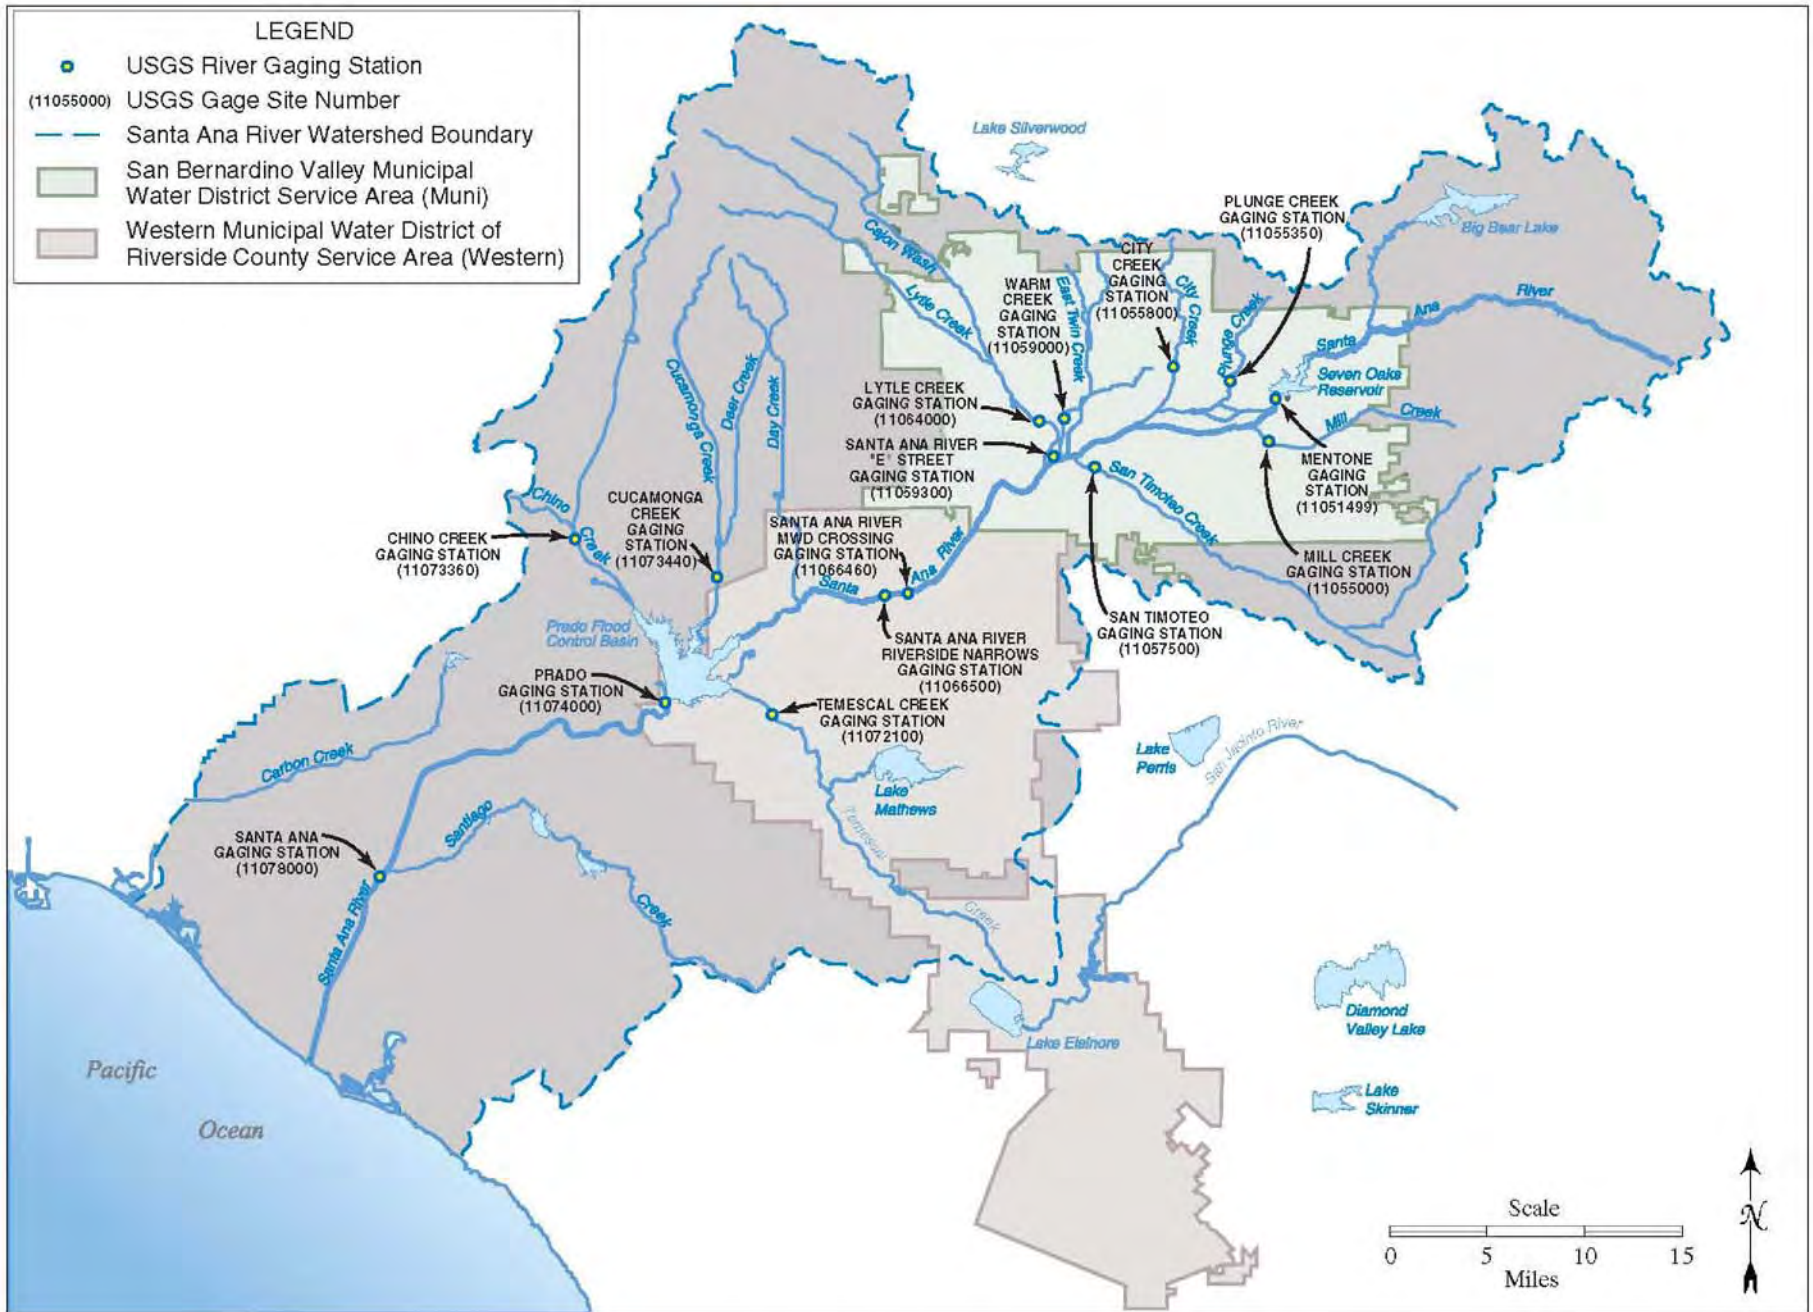 LEGEND
USGS River Gaging Station
(11055000) USGS Gage Site Number
Santa Ana River Watershed Boundary
San Bernardino Valley Municipal
Water District Service Area (Muni)
Western Municipal Water District of
Riverside County Service Area (Western)
Lake Silverwood
PLUNGE CREEK
GAGING STATION
(11055350)
Big Bear Lake
CITY
CREEK
GAGING
STATION
(11055800)
WARM
CREEK
GAGING
STATION
(11059000)
Cajon Wash
Lytle Creek
East Twin Creek
City Creek
Plunge Creek
Santa Ana River
Seven Oaks
Reservoir
Mill Creek
LYTLE CREEK
GAGING STATION
(11064000)
SANTA ANA RIVER
"E" STREET
GAGING STATION
(11059300)
MENTONE
GAGING
STATION
(11051499)
San Timoteo Creek
MILL CREEK
GAGING STATION
(11055000)
SAN TIMOTEO
GAGING STATION
(11057500)
Cucamonga Creek
Deer Creek
Day Creek
Chino Creek
CHINO CREEK
GAGING STATION
(11073360)
CUCAMONGA
CREEK
GAGING
STATION
(11073440)
SANTA ANA RIVER
MWD CROSSING
GAGING STATION
(11066460)
Santa Ana River
SANTA ANA RIVER
RIVERSIDE NARROWS
GAGING STATION
(11066500)
Prado Flood
Control Basin
PRADO
GAGING STATION
(11074000)
TEMESCAL CREEK
GAGING STATION
(11072100)
Lake
Mathews
Temescal Creek
Lake
Perris
San Jacinto River
Carbon Creek
Santiago Creek
SANTA ANA
GAGING STATION
(11078000)
Santa Ana River
Lake Elsinore
Diamond
Valley Lake
Lake
Skinner
Pacific
Ocean
Scale
0 5 10 15
Miles
N